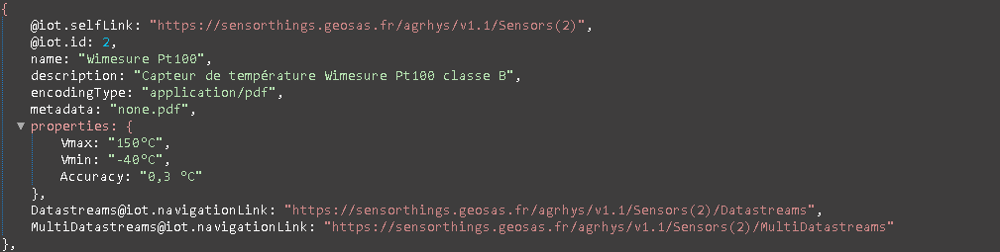 {
@iot.selfLink: "https://sensorthings.geosas.fr/agrhys/v1.1/Sensors(2)",
@iot.id: 2,
name: "Wimesure Pt100",
description: "Capteur de température Wimesure Pt100 classe B",
encodingType: "application/pdf",
metadata: "none.pdf",
properties: {
Vmax: "150°C",
Vmin: "-40°C",
Accuracy: "0,3 °C"
},
Datastreams@iot.navigationLink: "https://sensorthings.geosas.fr/agrhys/v1.1/Sensors(2)/Datastreams",
MultiDatastreams@iot.navigationLink: "https://sensorthings.geosas.fr/agrhys/v1.1/Sensors(2)/MultiDatastreams"
},